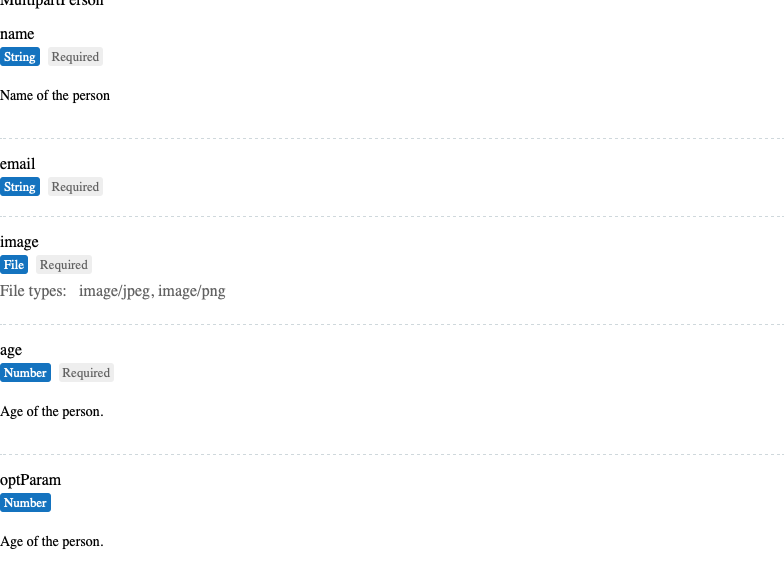 MultipartPerson
name
String Required
Name of the person
email
String Required
image
File Required
File types: image/jpeg, image/png
age
Number Required
Age of the person.
optParam
Number
Age of the person.